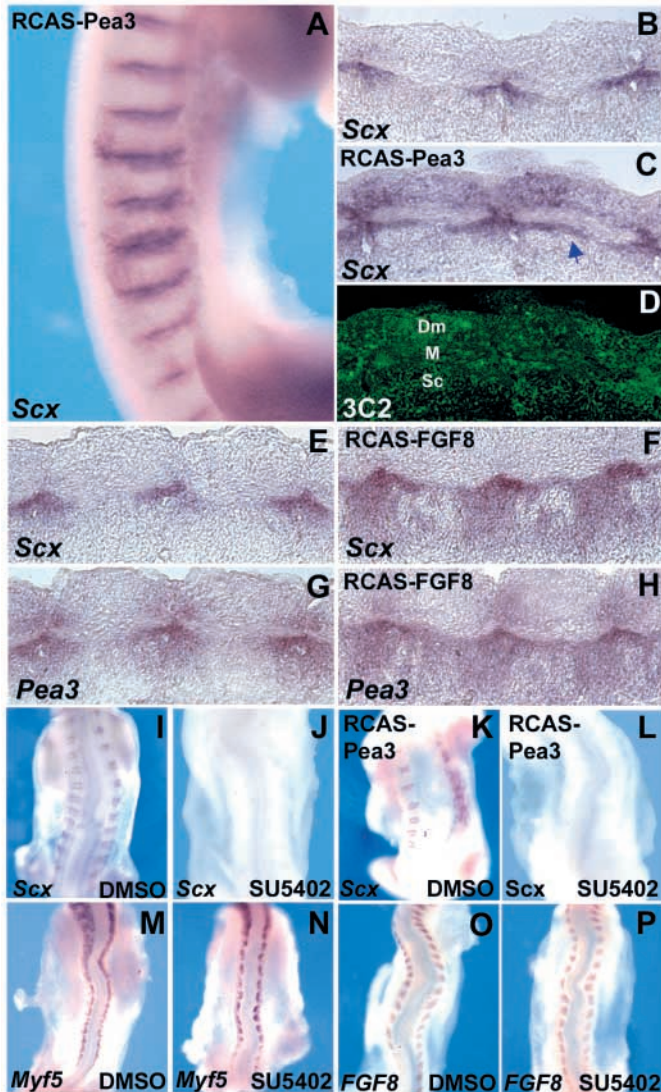 RCAS-Pea3
A
Scx
B
Scx
RCAS-Pea3
C
Scx
Dm
M
Sc
D
3C2
E
Scx
RCAS-FGF8
F
Scx
G
Pea3
RCAS-FGF8
H
Pea3
I
Scx DMSO
J
Scx SU5402
RCAS-
Pea3
K
Scx DMSO
RCAS-
Pea3
L
Scx SU5402
M
Myf5 DMSO
N
Myf5 SU5402
O
FGF8 DMSO
P
FGF8 SU5402